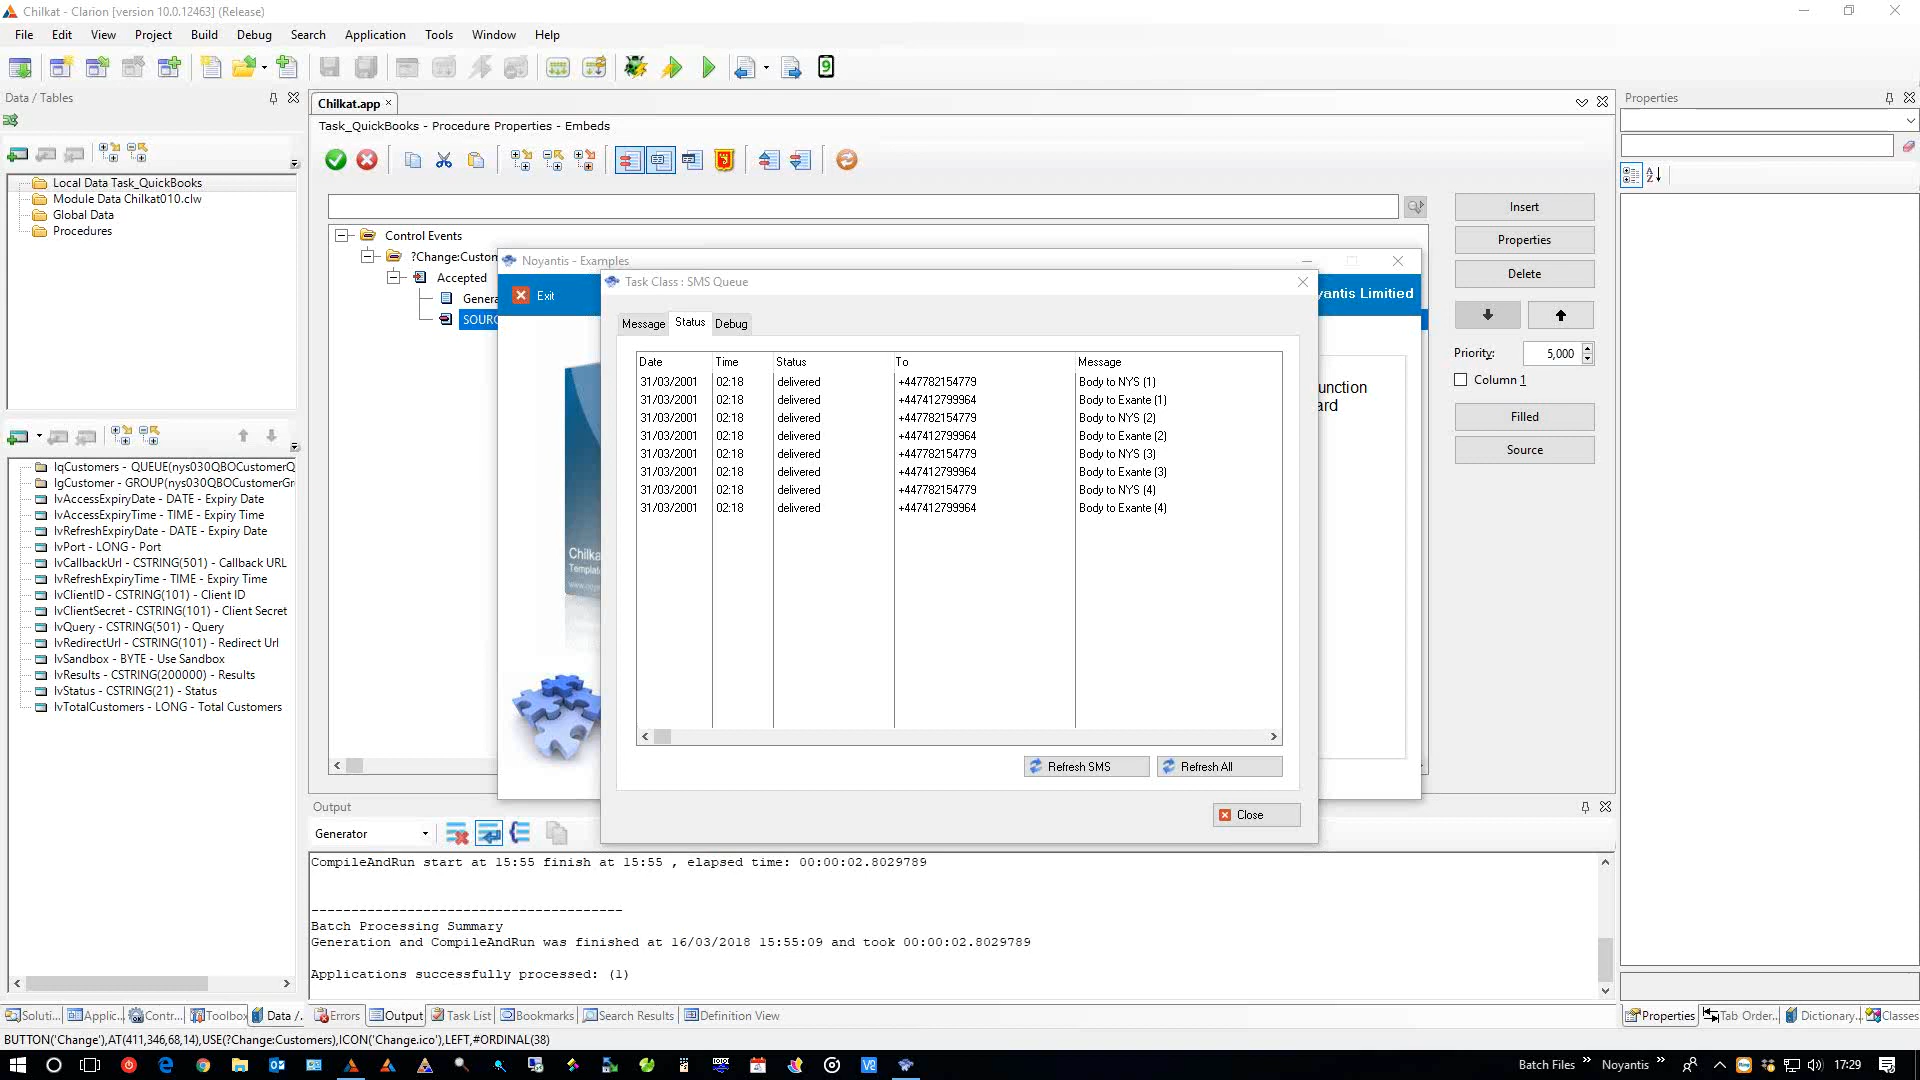 Chilkat - Clarion [version 10.0.12463] (Release)
File Edit View Project Build Debug Search Application Tools Window Help
Data / Tables
Local Data Task_QuickBooks
Module Data Chilkat010.clw
Global Data
Procedures
lqCustomers - QUEUE(nys030QBOCustomerQ
lgCustomer - GROUP(nys030QBOCustomerGr
lvAccessExpiryDate - DATE - Expiry Date
lvAccessExpiryTime - TIME - Expiry Time
lvRefreshExpiryDate - DATE - Expiry Date
lvPort - LONG - Port
lvCallbackUrl - CSTRING(501) - Callback URL
lvRefreshExpiryTime - TIME - Expiry Time
lvClientID - CSTRING(101) - Client ID
lvClientSecret - CSTRING(101) - Client Secret
lvQuery - CSTRING(501) - Query
lvRedirectUrl - CSTRING(101) - Redirect Url
lvSandbox - BYTE - Use Sandbox
lvResults - CSTRING(200000) - Results
lvStatus - CSTRING(21) - Status
lvTotalCustomers - LONG - Total Customers
Chilkat.app
Task_QuickBooks - Procedure Properties - Embeds
Control Events
?Change:Custon
Accepted
Genera
SOURC
Noyantis - Examples
Exit
yantis Limitied
unction
ard
Chilka
Templat
www.noya
Task Class : SMS Queue
Message Status Debug
Date Time Status To Message
31/03/2001 02:18 delivered +447782154779 Body to NYS (1)
31/03/2001 02:18 delivered +447412799964 Body to Exante (1)
31/03/2001 02:18 delivered +447782154779 Body to NYS (2)
31/03/2001 02:18 delivered +447412799964 Body to Exante (2)
31/03/2001 02:18 delivered +447782154779 Body to NYS (3)
31/03/2001 02:18 delivered +447412799964 Body to Exante (3)
31/03/2001 02:18 delivered +447782154779 Body to NYS (4)
31/03/2001 02:18 delivered +447412799964 Body to Exante (4)
Refresh SMS Refresh All
Close
Insert
Properties
Delete
Priority: 5,000
Column 1
Filled
Source
Properties
Output
Generator
CompileAndRun start at 15:55 finish at 15:55 , elapsed time: 00:00:02.8029789
---------------------------------------
Batch Processing Summary
Generation and CompileAndRun was finished at 16/03/2018 15:55:09 and took 00:00:02.8029789
Applications successfully processed: (1)
Soluti... Applic... Contr... Toolbox Data /... Errors Output Task List Bookmarks Search Results Definition View Properties Tab Order... Dictionary... Classes
BUTTON('Change'),AT(411,346,68,14),USE(?Change:Customers),ICON('Change.ico'),LEFT,#ORDINAL(38)
Batch Files Noyantis 17:29